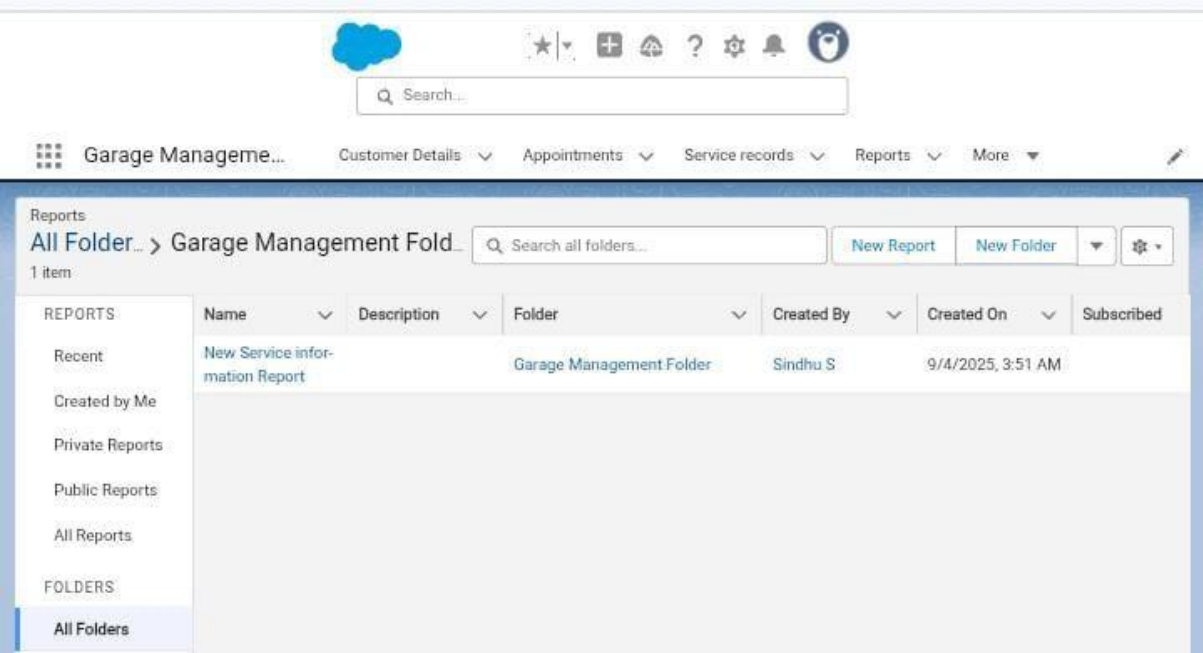 Search...
Garage Manageme... Customer Details Appointments Service records Reports More
Reports
All Folder... > Garage Management Fold... Search all folders... New Report New Folder
1 item
REPORTS Name Description Folder Created By Created On Subscribed
Recent New Service infor-
mation Report Garage Management Folder Sindhu S 9/4/2025, 3:51 AM
Created by Me
Private Reports
Public Reports
All Reports
FOLDERS
All Folders